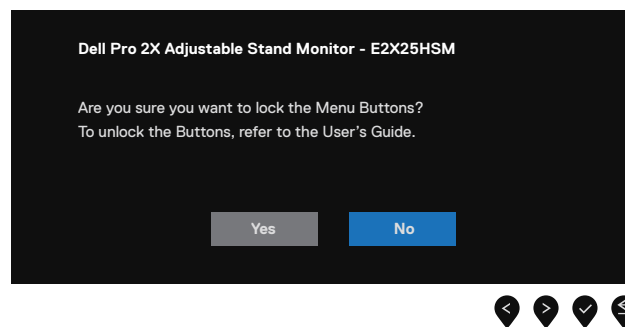 Dell Pro 2X Adjustable Stand Monitor - E2X25HSM
Are you sure you want to lock the Menu Buttons?
To unlock the Buttons, refer to the User’s Guide.
Yes No